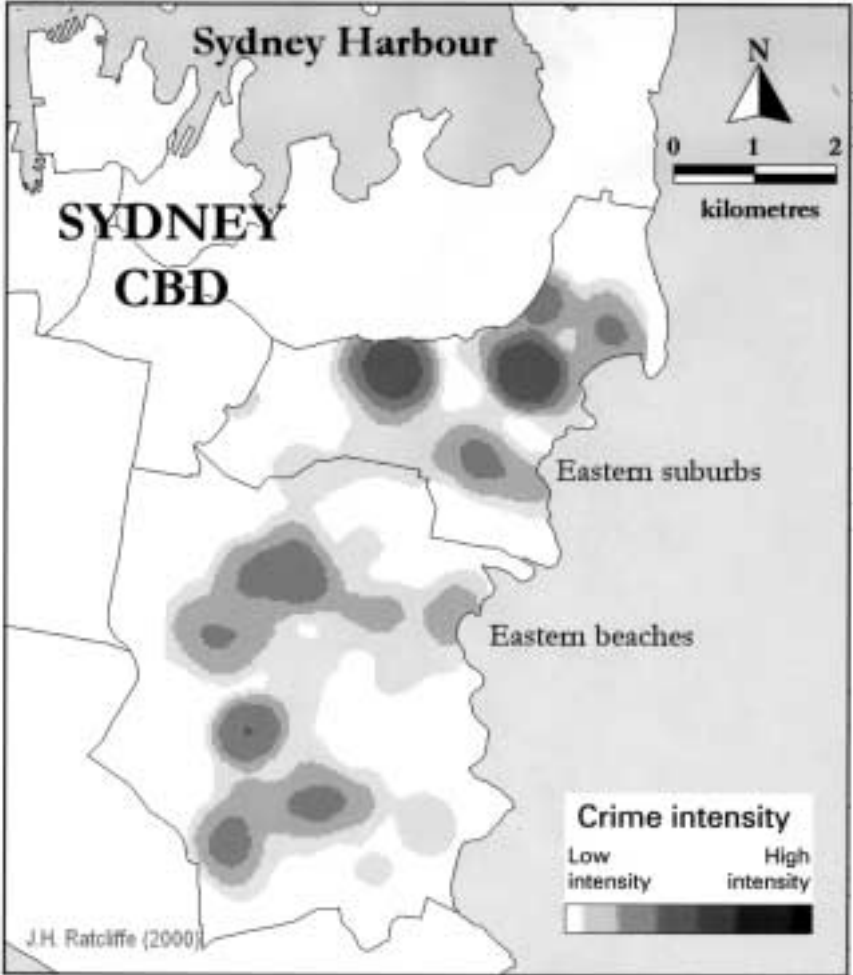 Sydney Harbour
N
0 1 2
kilometres
SYDNEY
CBD
Eastern suburbs
Eastern beaches
Crime intensity
Low High
intensity intensity
J.H. Ratcliffe (2000)